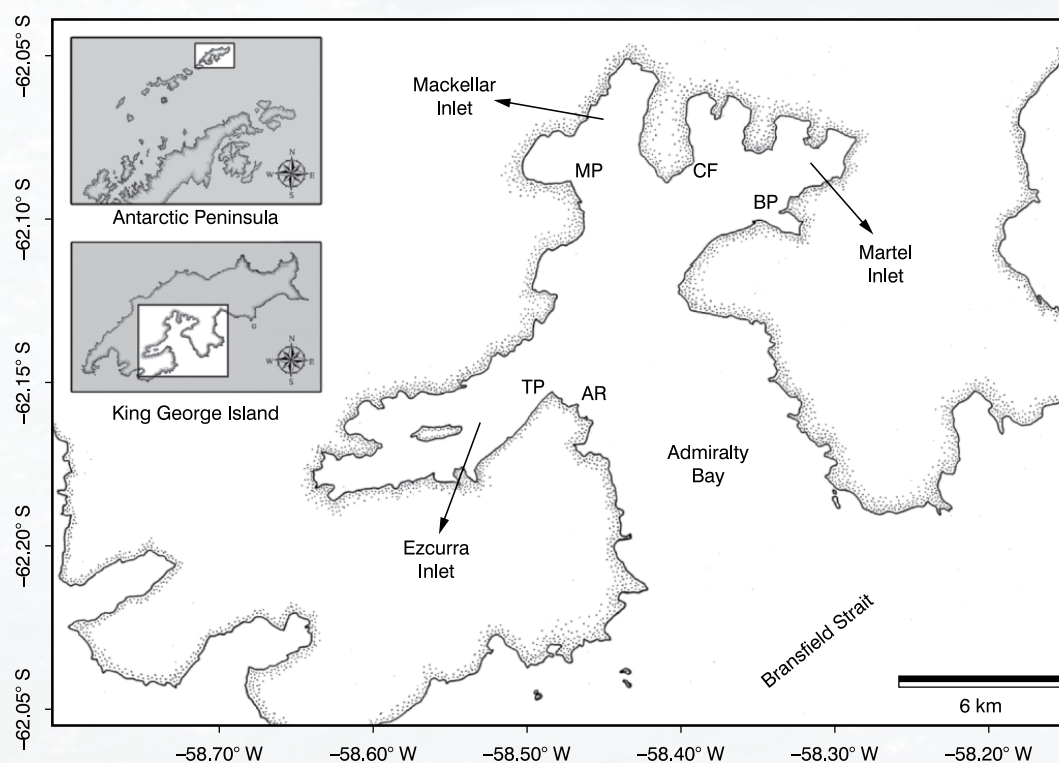 −62.05° S
−62.10° S
−62.15° S
−62.20° S
−62.05° S
N
W
E
S
Antarctic Peninsula
N
W
E
S
King George Island
Mackellar
Inlet
MP
CF
BP
Martel
Inlet
TP
AR
Admiralty
Bay
Ezcurra
Inlet
Bransfield Strait
6 km
−58.70° W
−58.60° W
−58.50° W
−58.40° W
−58.30° W
−58.20° W